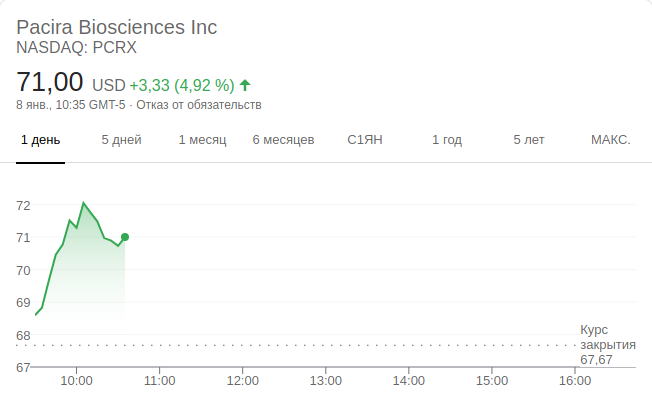 Pacira Biosciences Inc
NASDAQ: PCRX
71,00 USD +3,33 (4,92 %)
8 янв., 10:35 GMT-5 · Отказ от обязательств
1 день 5 дней 1 месяц 6 месяцев С1ЯН 1 год 5 лет МАКС.
72
71
70
69
68
67
Курс
закрытия
67,67
10:00 11:00 12:00 13:00 14:00 15:00 16:00